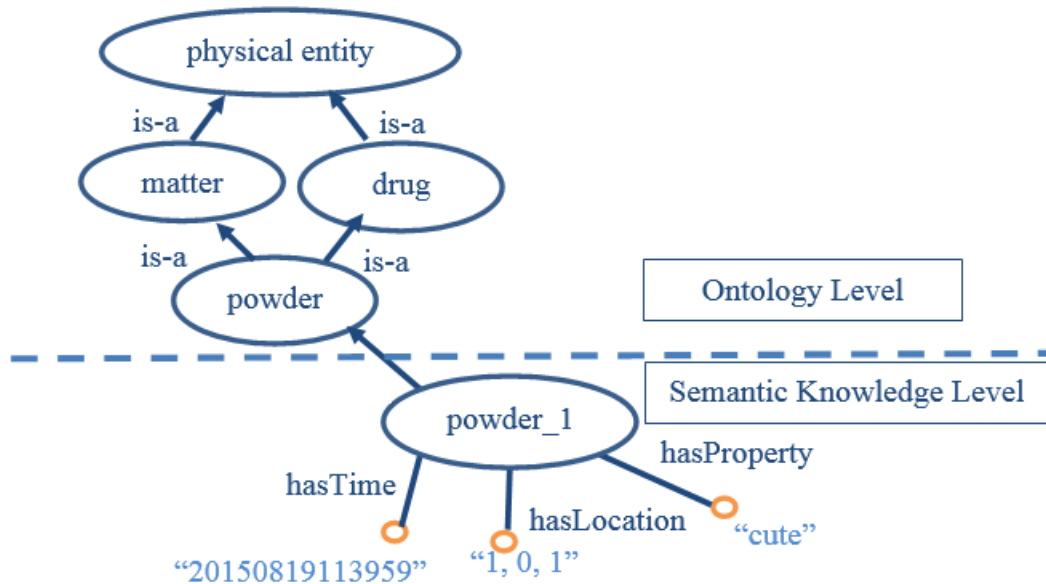 physical entity
is-a
is-a
matter
drug
is-a
is-a
powder
Ontology Level
Semantic Knowledge Level
powder_1
hasProperty
hasTime
hasLocation
“cute”
“1, 0, 1”
“20150819113959”